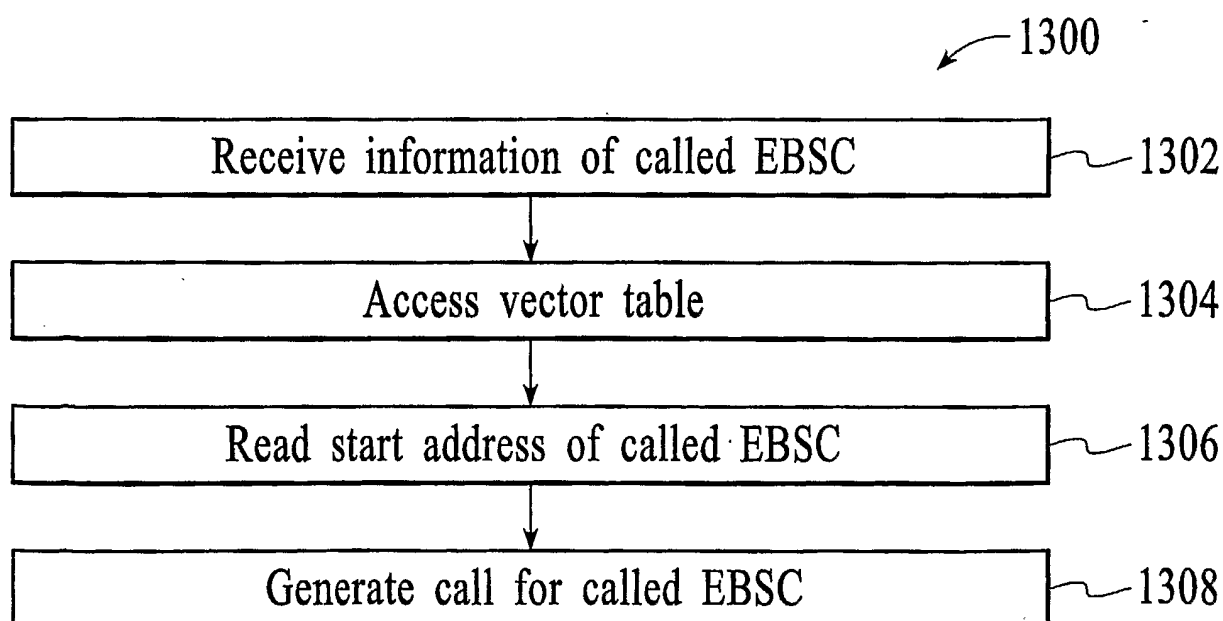 1300
Receive information of called EBSC 1302
Access vector table 1304
Read start address of called EBSC 1306
Generate call for called EBSC 1308